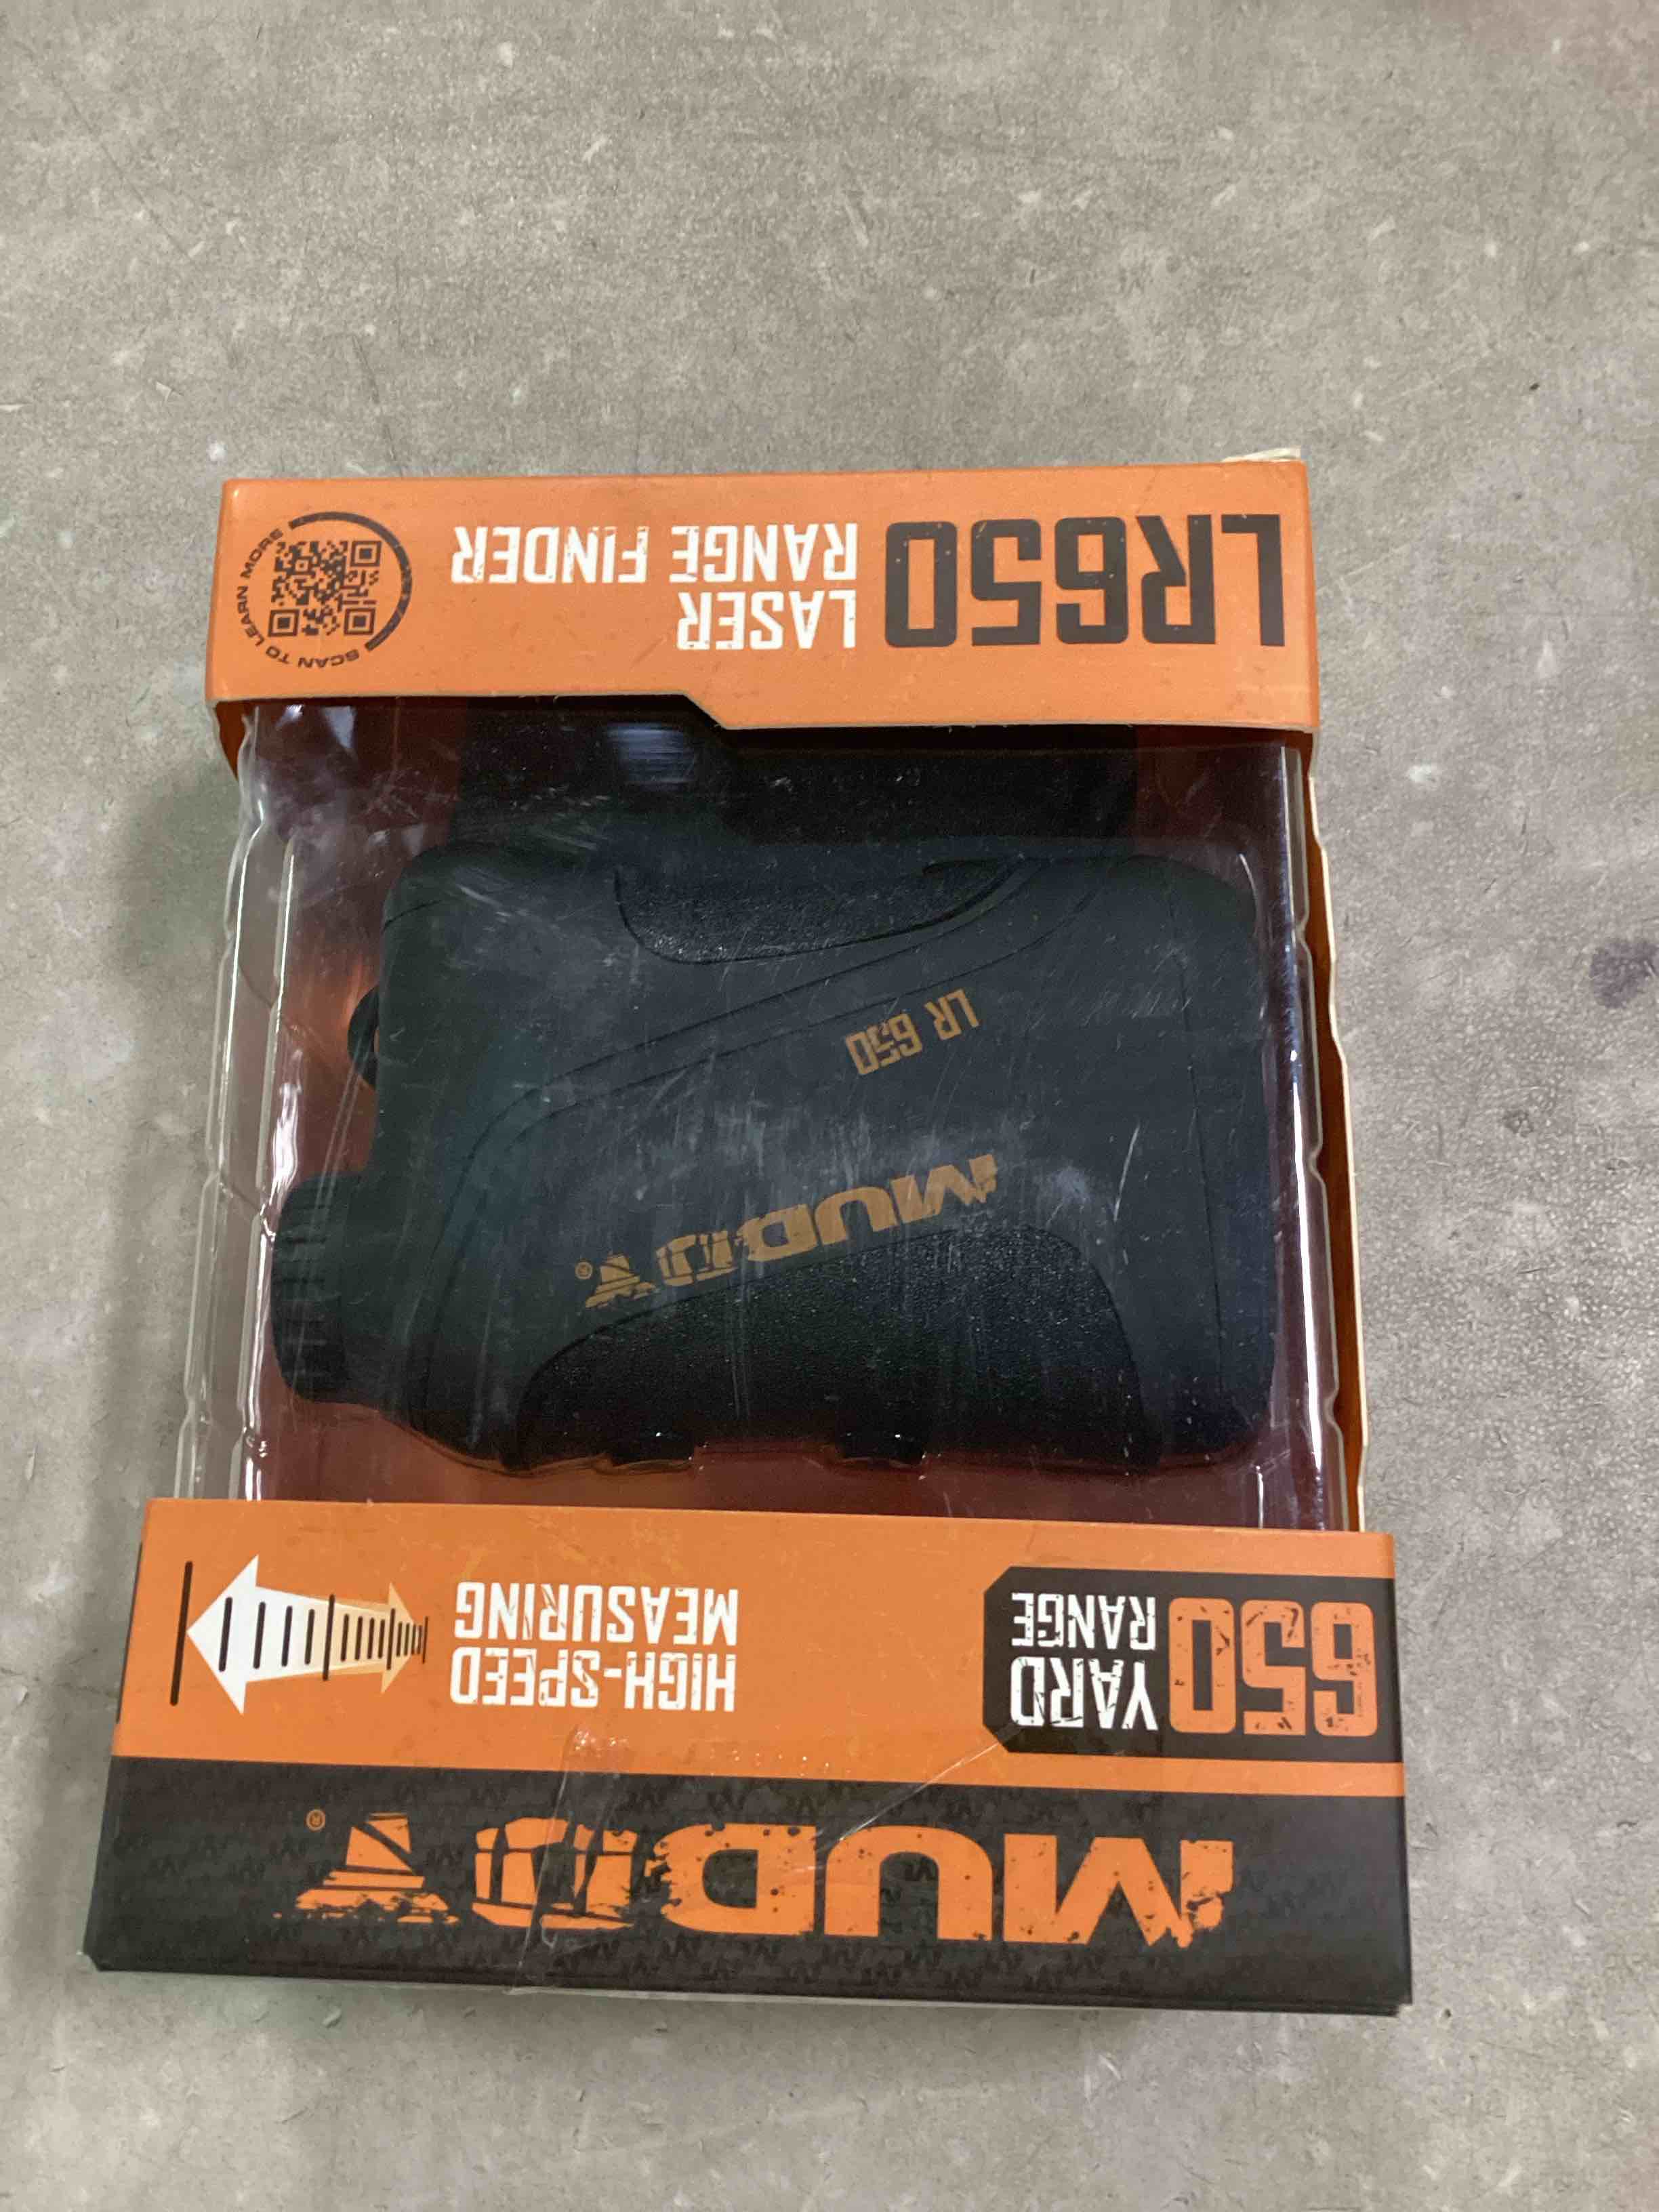 MUDDY®
650
YARD
RANGE
HIGH-SPEED
MEASURING
MUDDY®
LR 650
LR650
LASER
RANGE FINDER
SCAN TO LEARN MORE